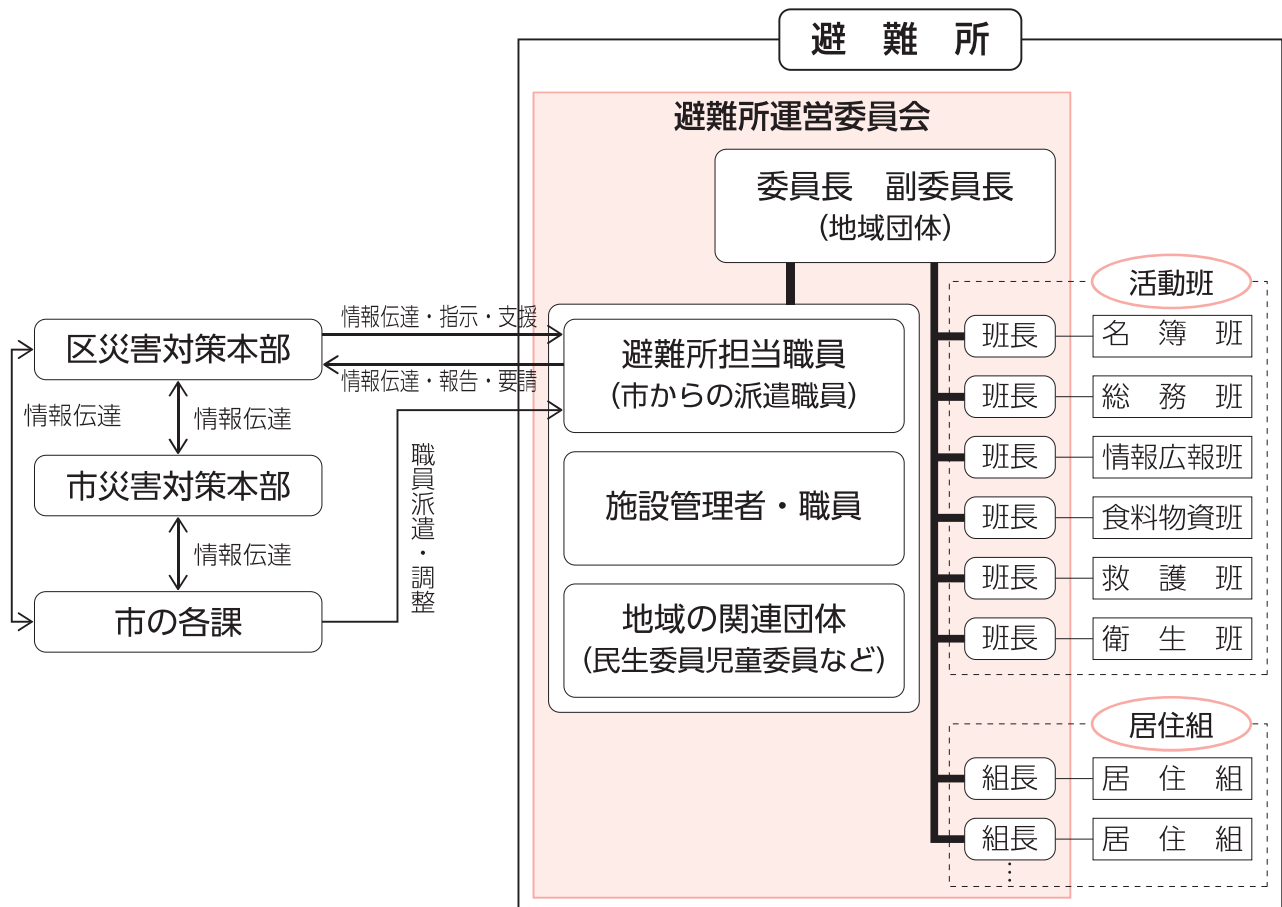 避難所
避難所運営委員会
委員長 副委員長
(地域団体)
活動班
情報伝達・指示・支援
区災害対策本部
情報伝達・報告・要請
避難所担当職員
(市からの派遣職員)
情報伝達
情報伝達
職員派遣・調整
市災害対策本部
情報伝達
市の各課
施設管理者・職員
地域の関連団体
(民生委員児童委員など)
班長 名簿班
班長 総務班
班長 情報広報班
班長 食料物資班
班長 救護班
班長 衛生班
居住組
組長 居住組
組長 居住組
⋮